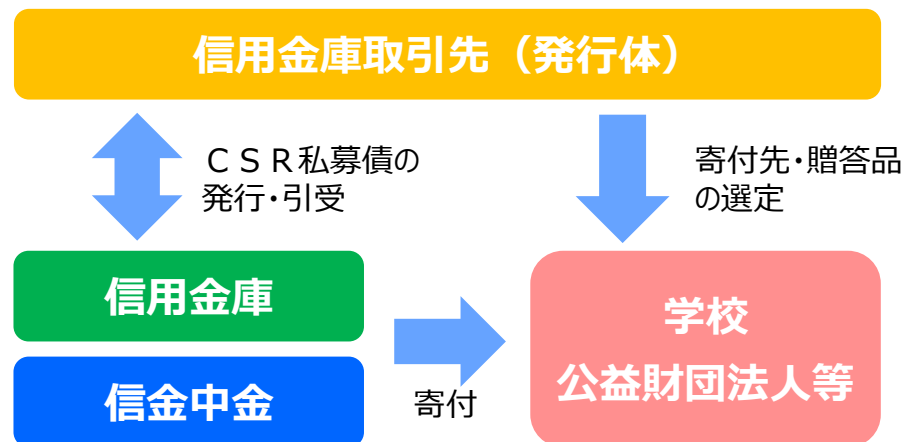 信用金庫取引先（発行体）
ＣＳＲ私募債の
発行・引受
寄付先・贈答品
の選定
信用金庫
信金中金
寄付
学校
公益財団法人等